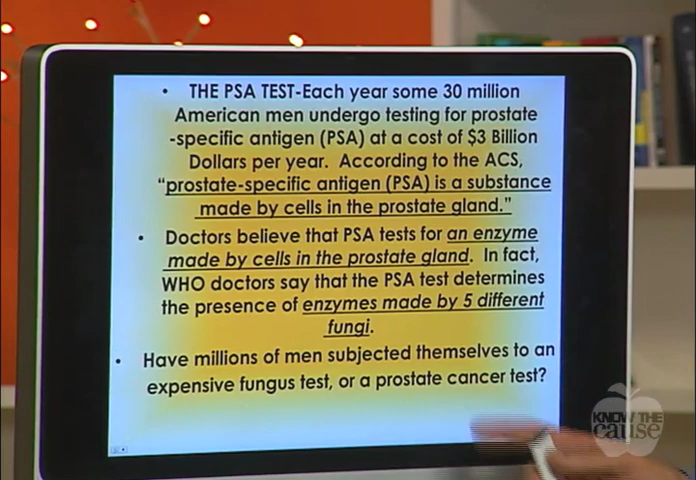 • THE PSA TEST-Each year some 30 million
American men undergo testing for prostate
-specific antigen (PSA) at a cost of $3 Billion
Dollars per year. According to the ACS,
“prostate-specific antigen (PSA) is a substance
made by cells in the prostate gland.”
• Doctors believe that PSA tests for an enzyme
made by cells in the prostate gland. In fact,
WHO doctors say that the PSA test determines
the presence of enzymes made by 5 different
fungi.
• Have millions of men subjected themselves to an
expensive fungus test, or a prostate cancer test?
KNOW THE
cause